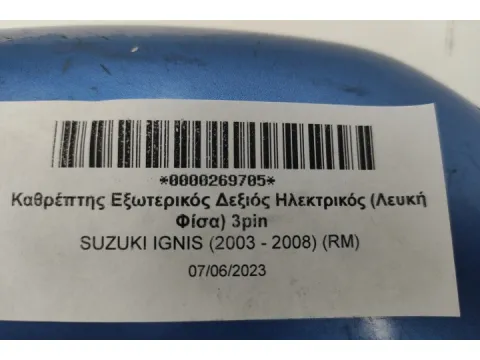 *0000269705*
Καθρέπτης Εξωτερικός Δεξιός Ηλεκτρικός (Λευκή
Φίσα) 3pin
SUZUKI IGNIS (2003 - 2008) (RM)
07/06/2023